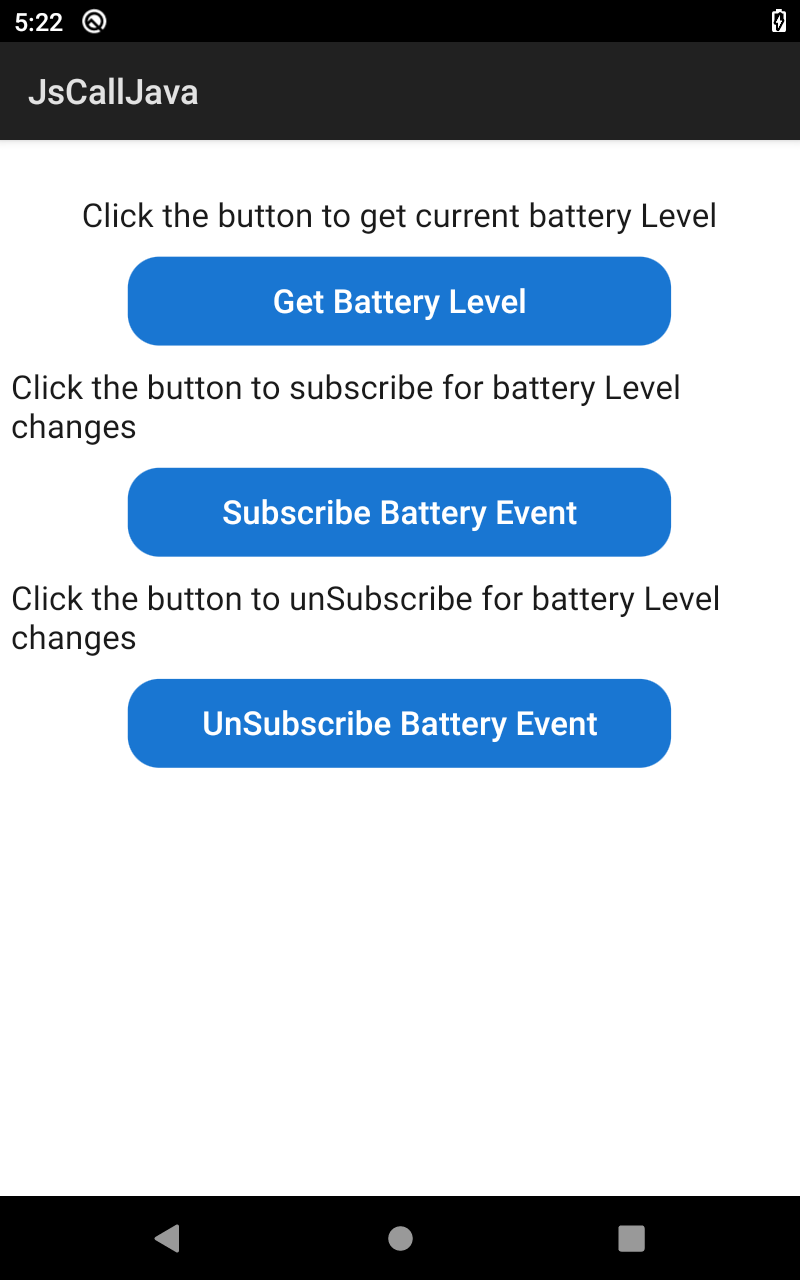 5:22
JsCallJava
Click the button to get current battery Level
Get Battery Level
Click the button to subscribe for battery Level
changes
Subscribe Battery Event
Click the button to unSubscribe for battery Level
changes
UnSubscribe Battery Event